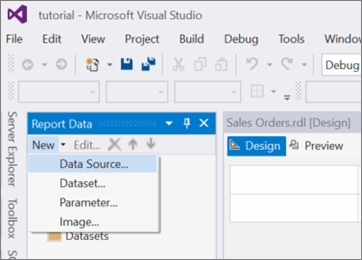 tutorial - Microsoft Visual Studio
File Edit View Project Build Debug Tools Window
Debug
Report Data
Sales Orders.rdl [Design]
New Edit...
Design Preview
Data Source...
Dataset...
Parameter...
Image...
Datasets
Server Explorer
Toolbox